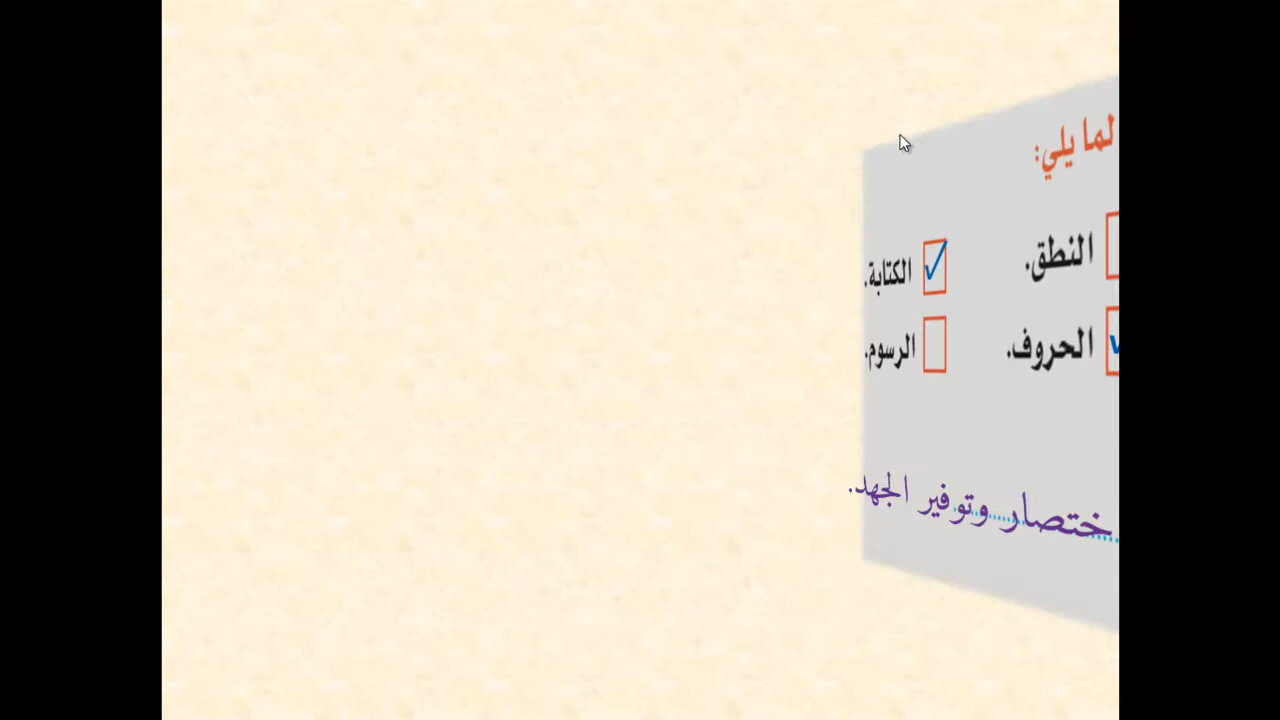 لما يلي:
النطق. الكتابة.
الحروف. الرسوم.
ختصار وتوفير الجهد.